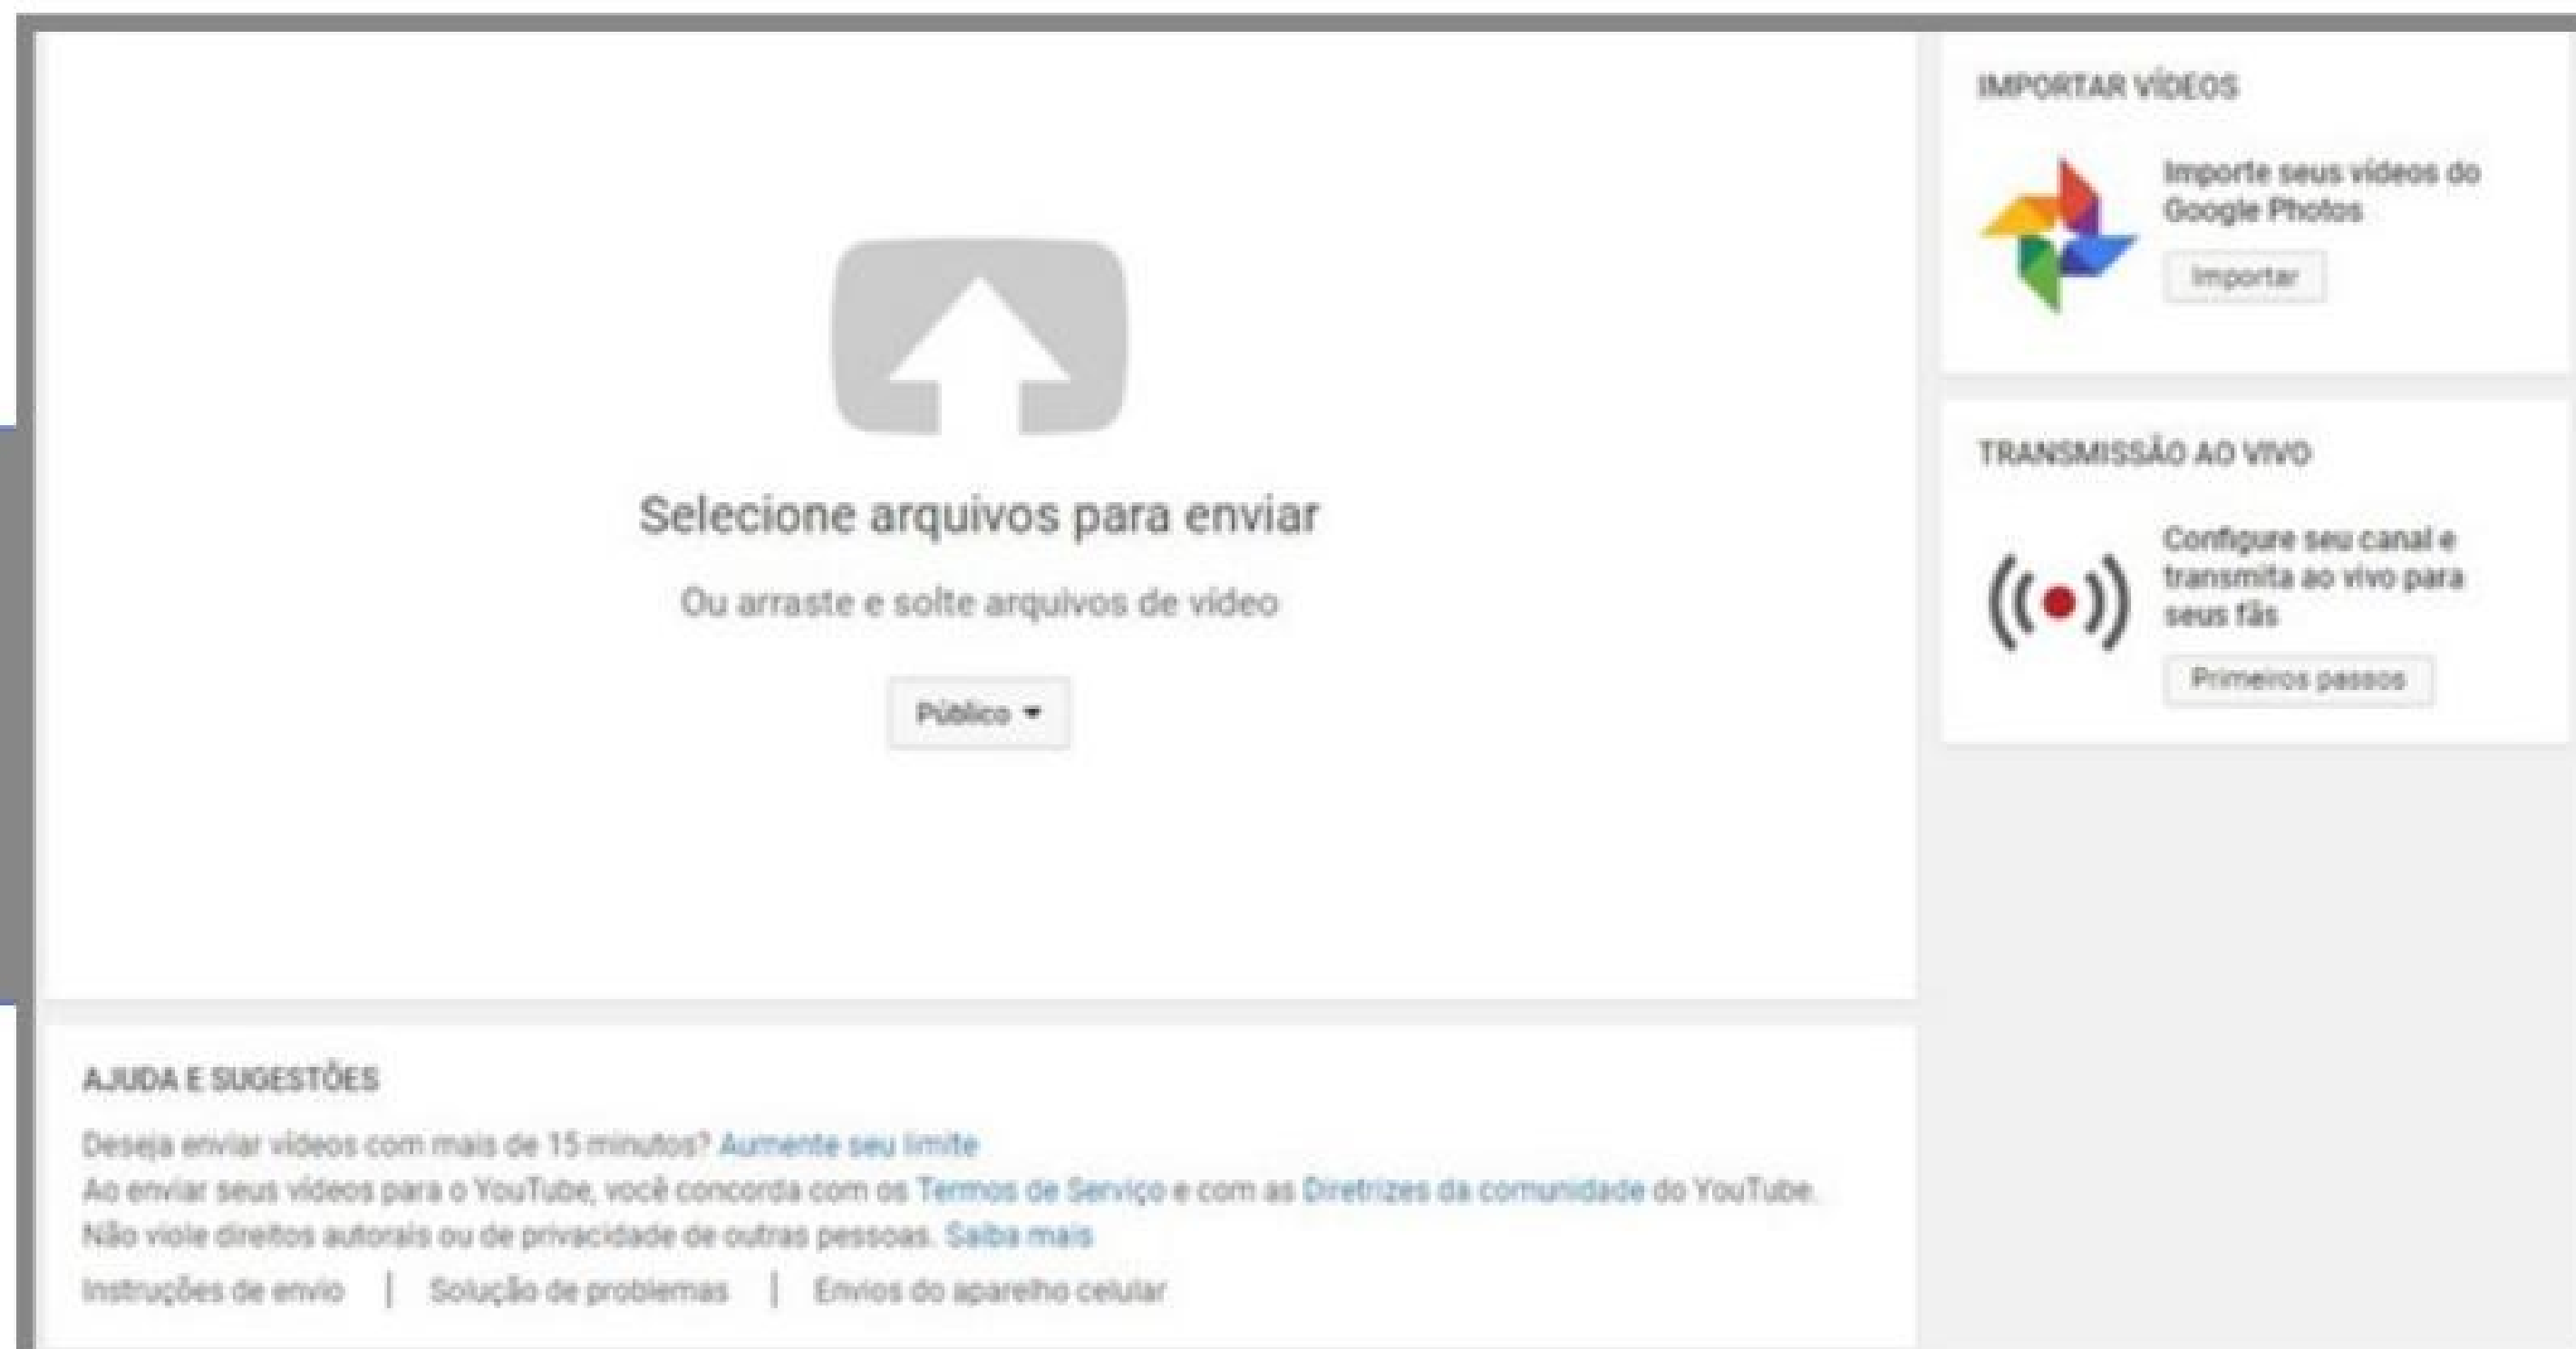 Selecione arquivos para enviar
Ou arraste e solte arquivos de vídeo
Público
IMPORTAR VÍDEOS
Importe seus vídeos do
Google Photos
Importar
TRANSMISSÃO AO VIVO
Configure seu canal e
transmita ao vivo para
seus fãs
Primeiros passos
AJUDA E SUGESTÕES
Deseja enviar vídeos com mais de 15 minutos? Aumente seu limite
Ao enviar seus vídeos para o YouTube, você concorda com os Termos de Serviço e com as Diretrizes da comunidade do YouTube.
Não viole direitos autorais ou de privacidade de outras pessoas. Saiba mais
Instruções de envio | Solução de problemas | Envios do aparelho celular